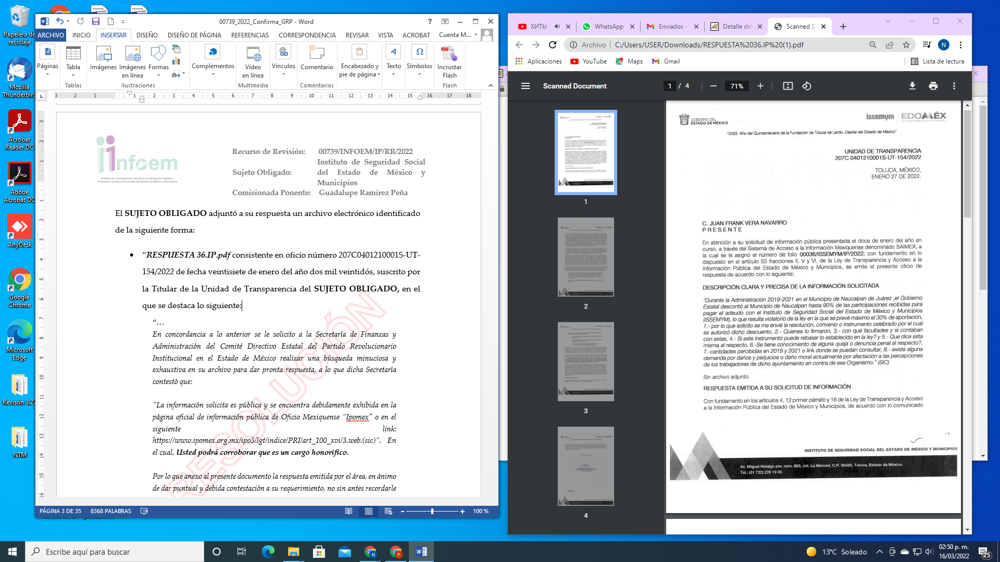 Papelera de
reciclaje
Mozilla
Thunderbird
Acrobat
Reader DC
Adobe
Acrobat DC
AnyDesk
Google
Chrome
Microsoft
Edge
Revisón 3.22
NTM
00739_2022_Confirma_GRP - Word
ARCHIVO INICIO INSERTAR DISEÑO DISEÑO DE PÁGINA REFERENCIAS CORRESPONDENCIA REVISAR VISTA ACROBAT Cuenta M...
Páginas
Tabla
Imágenes
Imágenes
en línea
Formas
Complementos
Vídeo
en línea
Vínculos
Comentario
Encabezado y
pie de página
Texto
Símbolos
Incrustar
Flash
Tablas Ilustraciones Multimedia Comentarios Flash
infoem
Instituto de Transparencia, Acceso a la Información Pública y
Protección de Datos Personales del Estado de México y Municipios
Recurso de Revisión: 00739/INFOEM/IP/RR/2022
Sujeto Obligado: Instituto de Seguridad Social
del Estado de México y
Municipios
Comisionada Ponente: Guadalupe Ramírez Peña
El SUJETO OBLIGADO adjuntó a su respuesta un archivo electrónico identificado
de la siguiente forma:
• “RESPUESTA 36.IP.pdf consistente en oficio número 207C0401210001S-UT-
154/2022 de fecha veintisiete de enero del año dos mil veintidós, suscrito por
la Titular de la Unidad de Transparencia del SUJETO OBLIGADO, en el
que se destaca lo siguiente:
“…
En concordancia a lo anterior se le solicito a la Secretaría de Finanzas y
Administración del Comité Directivo Estatal del Partido Revolucionario
Institucional en el Estado de México realizar una búsqueda minuciosa y
exhaustiva en su archivo para dar pronta respuesta, a lo que dicha Secretaría
contestó que:
“La información solicita es pública y se encuentra debidamente exhibida en la
página oficial de información pública de Oficio Mexiquense “Ipomex” o en el
siguiente link:
https://www.ipomex.org.mx/ipo3/lgt/indice/PRI/art_100_xvi/3.web.(sic)”. En
el cual, Usted podrá corroborar que es un cargo honorifico.
Por lo que anexo al presente documento la respuesta emitida por el área, en ánimo
de dar puntual y debida contestación a su requerimiento, no sin antes recordarle
RESOLUCIÓN
PÁGINA 3 DE 35 8368 PALABRAS 100 %
ХИТЫ WhatsApp Enviados - Detalle del Scanned D
Archivo C:/Users/USER/Downloads/RESPUESTA%2036.IP%20(1).pdf
Aplicaciones YouTube Maps Gmail Lista de lectura
Scanned Document 1 / 4 71%
1
2
3
4
GOBIERNO DEL
ESTADO DE MÉXICO
issemym EDOMÉX
"2022. Año del Quincentenario de la Fundación de Toluca de Lerdo, Capital del Estado de México"
UNIDAD DE TRANSPARENCIA
207C 0401210001S-UT-154/2022
TOLUCA, MÉXICO,
ENERO 27 DE 2022.
C. JUAN FRANK VERA NAVARRO
P R E S E N T E
En atención a su solicitud de información pública presentada el doce de enero del año en
curso, a través del Sistema de Acceso a la Información Mexiquense denominado SAIMEX, a
la cual se le asignó el número de folio 00036/ISSEMYM/IP/2022; con fundamento en lo
dispuesto en el artículo 53 fracciones II, V y VI, de la Ley de Transparencia y Acceso a la
Información Pública del Estado de México y Municipios, se emite el presente oficio de
respuesta de acuerdo con lo siguiente:
DESCRIPCIÓN CLARA Y PRECISA DE LA INFORMACIÓN SOLICITADA
"Durante la Administración 2019-2021 en el Municipio de Naucalpan de Juárez ,el Gobierno
Estatal descontó al Municipio de Naucalpan hasta 90% de las participaciones recibidas para
pagar el adeudo con el Instituto de Seguridad Social del Estado de México y Municipios
(ISSEMYM), lo que resulta violatorio de la ley en la que se prevé máximo el 30% de aportación,
1.- por lo que solicito se me envié la resolución, convenio o instrumento celebrado por el cual
se autorizó dicho descuento, 2.- Quienes lo firmaron, 3.- con que facultades y si contaban
con estas, 4.- Si este instrumento puede rebasar lo establecido en la ley? y 5.- Que dice esta
misma al respecto, 6.-Se tiene conocimiento de alguna queja o denuncia penal al respecto?,
7.-cantidades percibidas en 2019 y 2021 o link donde se puedan consultar, 8.- existe alguna
demanda por daños y perjuicios o daño moral actualmente por afectación a las percepciones
de los trabajadores de dicho ayuntamiento en contra de ese Organismo." (SIC)
Sin archivo adjunto.
RESPUESTA EMITIDA A SU SOLICITUD DE INFORMACIÓN
Con fundamento en los artículos 4, 12 primer párrafo y 16 de la Ley de Transparencia y Acceso
a la Información Pública del Estado de México y Municipios, de acuerdo con lo comunicado
1/4
INSTITUTO DE SEGURIDAD SOCIAL DEL ESTADO DE MÉXICO Y MUNICIPIOS
Av. Miguel Hidalgo pte. núm. 600, col. La Merced, C.P. 50080, Toluca, Estado de México.
Tel.: (01 722) 226 19 00.
Escribe aquí para buscar
13°C Soleado
02:50 p. m.
16/03/2022
25